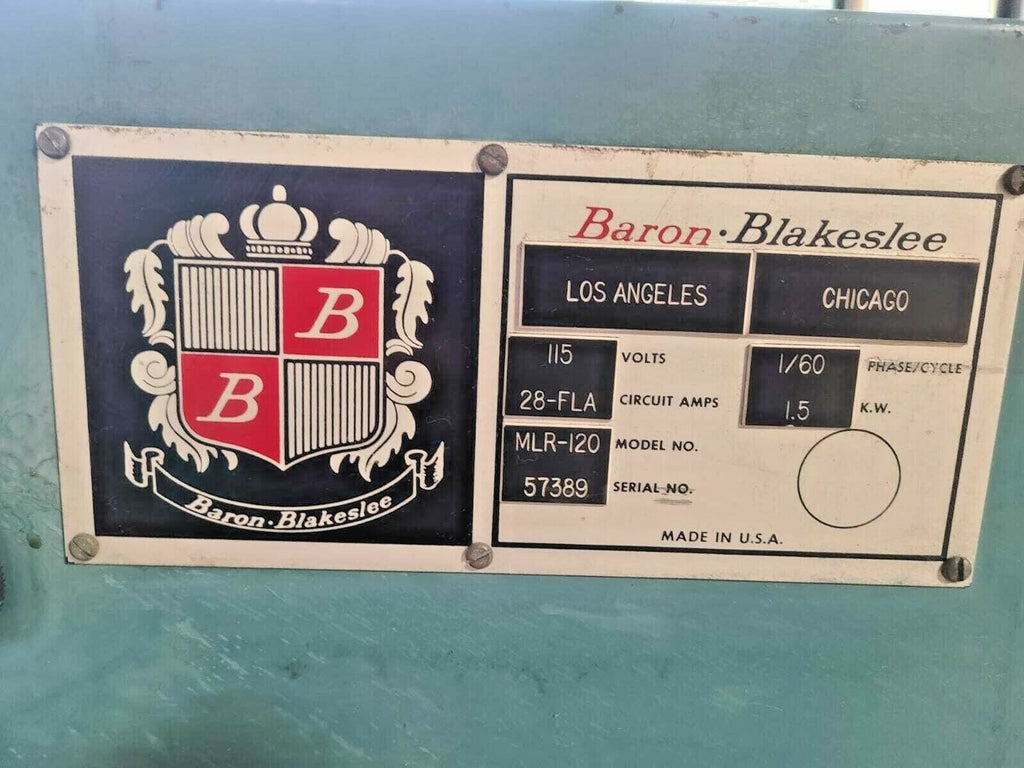 B
B
Baron·Blakeslee
Baron·Blakeslee
LOS ANGELES CHICAGO
115 VOLTS 1/60 PHASE/CYCLE
28-FLA CIRCUIT AMPS 1.5 K.W.
MLR-120 MODEL NO.
57389 SERIAL NO.
MADE IN U.S.A.